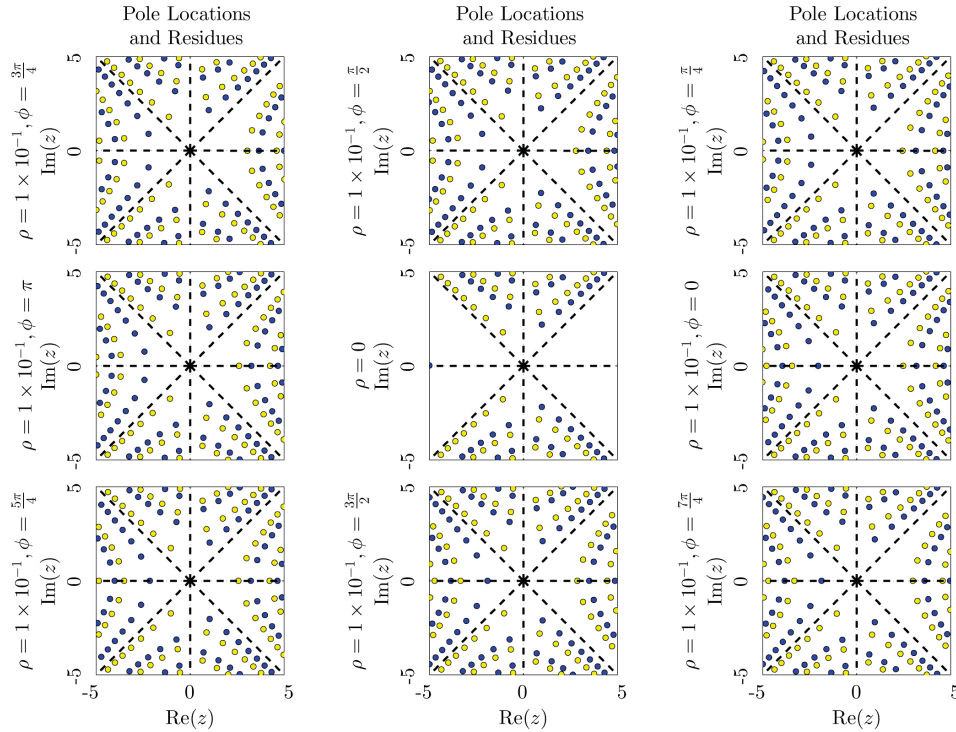 Pole Locations
and Residues
Pole Locations
and Residues
Pole Locations
and Residues
ρ = 1 × 10⁻¹, ϕ = 3π/4
Im(z)
5
0
-5
ρ = 1 × 10⁻¹, ϕ = π/2
Im(z)
5
0
-5
ρ = 1 × 10⁻¹, ϕ = π/4
Im(z)
5
0
-5
ρ = 1 × 10⁻¹, ϕ = π
Im(z)
5
0
-5
ρ = 0
Im(z)
5
0
-5
ρ = 1 × 10⁻¹, ϕ = 0
Im(z)
5
0
-5
ρ = 1 × 10⁻¹, ϕ = 5π/4
Im(z)
5
0
-5
-5 0 5
Re(z)
ρ = 1 × 10⁻¹, ϕ = 3π/2
Im(z)
5
0
-5
-5 0 5
Re(z)
ρ = 1 × 10⁻¹, ϕ = 7π/4
Im(z)
5
0
-5
-5 0 5
Re(z)